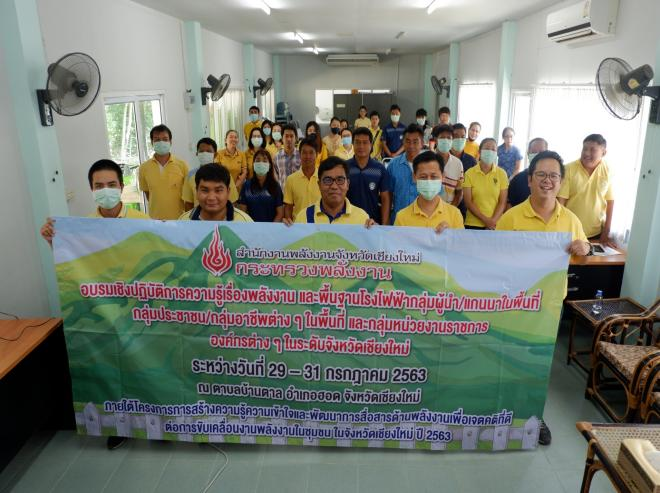 สำนักงานพลังงานจังหวัดเชียงใหม่
กระทรวงพลังงาน
อบรมเชิงปฏิบัติการความรู้เรื่องพลังงาน และพื้นฐานโรงไฟฟ้ากลุ่มผู้นำ/แกนนำในพื้นที่
กลุ่มประชาชน/กลุ่มอาชีพต่าง ๆ ในพื้นที่ และกลุ่มหน่วยงานราชการ
องค์กรต่าง ๆ ในระดับจังหวัดเชียงใหม่
ระหว่างวันที่ 29 – 31 กรกฎาคม 2563
ณ ตาบลบ้านตาล อำเภอฮอด จังหวัดเชียงใหม่
ภายใต้โครงการการสร้างความรู้ความเข้าใจและพัฒนาการสื่อสารด้านพลังงานเพื่อเจตคติที่ดี
ต่อการขับเคลื่อนงานพลังงานในชุมชน ในจังหวัดเชียงใหม่ ปี 2563